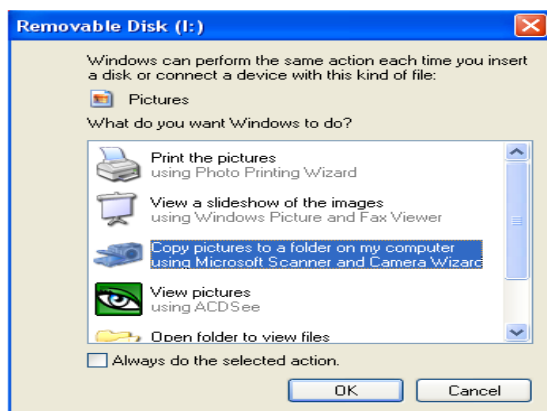 Removable Disk (I:)
Windows can perform the same action each time you insert
a disk or connect a device with this kind of file:
Pictures
What do you want Windows to do?
Print the pictures
using Photo Printing Wizard
View a slideshow of the images
using Windows Picture and Fax Viewer
Copy pictures to a folder on my computer
using Microsoft Scanner and Camera Wizard
View pictures
using ACDSee
Open folder to view files
Always do the selected action.
OK
Cancel